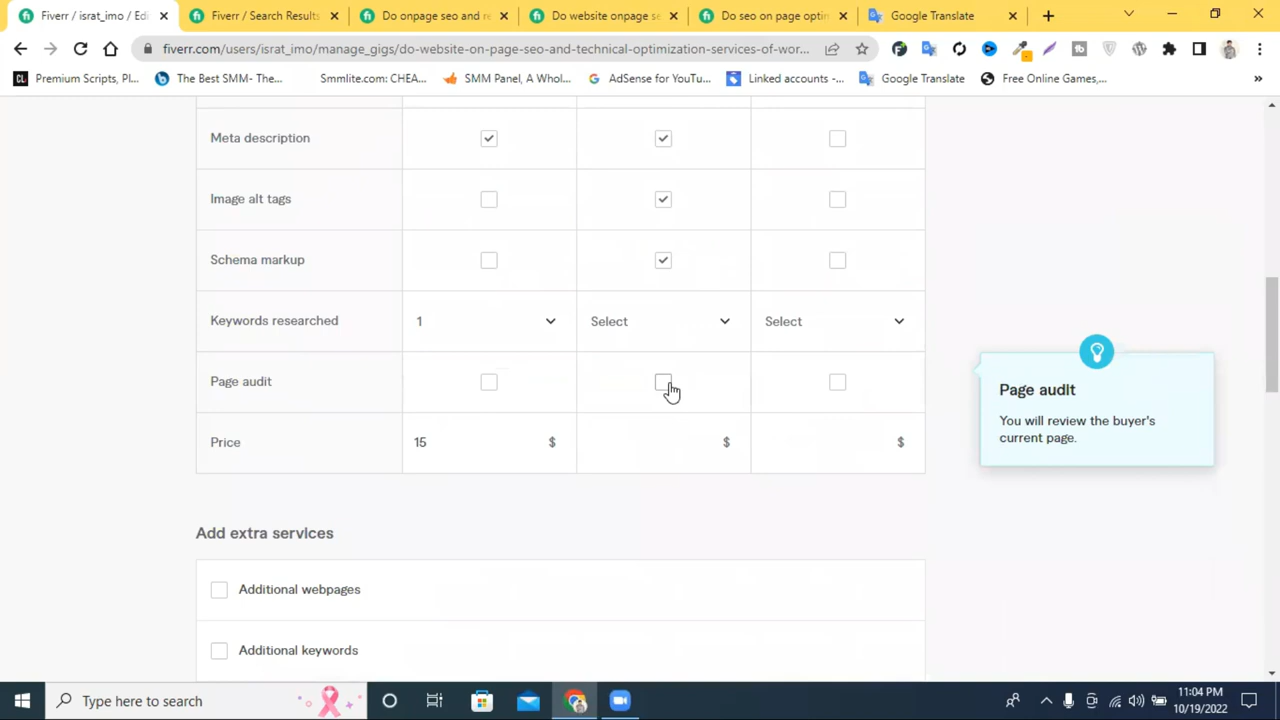 Fiverr / israt_imo / Edi
Fiverr / Search Results
Do onpage seo and re
Do website onpage se
Do seo on page optin
Google Translate
fiverr.com/users/israt_imo/manage_gigs/do-website-on-page-seo-and-technical-optimization-services-of-wor...
Premium Scripts, Pl...
The Best SMM- The...
Smmlite.com: CHEA...
SMM Panel, A Whol...
AdSense for YouTu...
Linked accounts -...
Google Translate
Free Online Games,...
»
Meta description
Image alt tags
Schema markup
Keywords researched
1
Select
Select
Page audit
Page audit
You will review the buyer's
current page.
Price
15
$
$
$
Add extra services
Additional webpages
Additional keywords
Type here to search
11:04 PM
10/19/2022